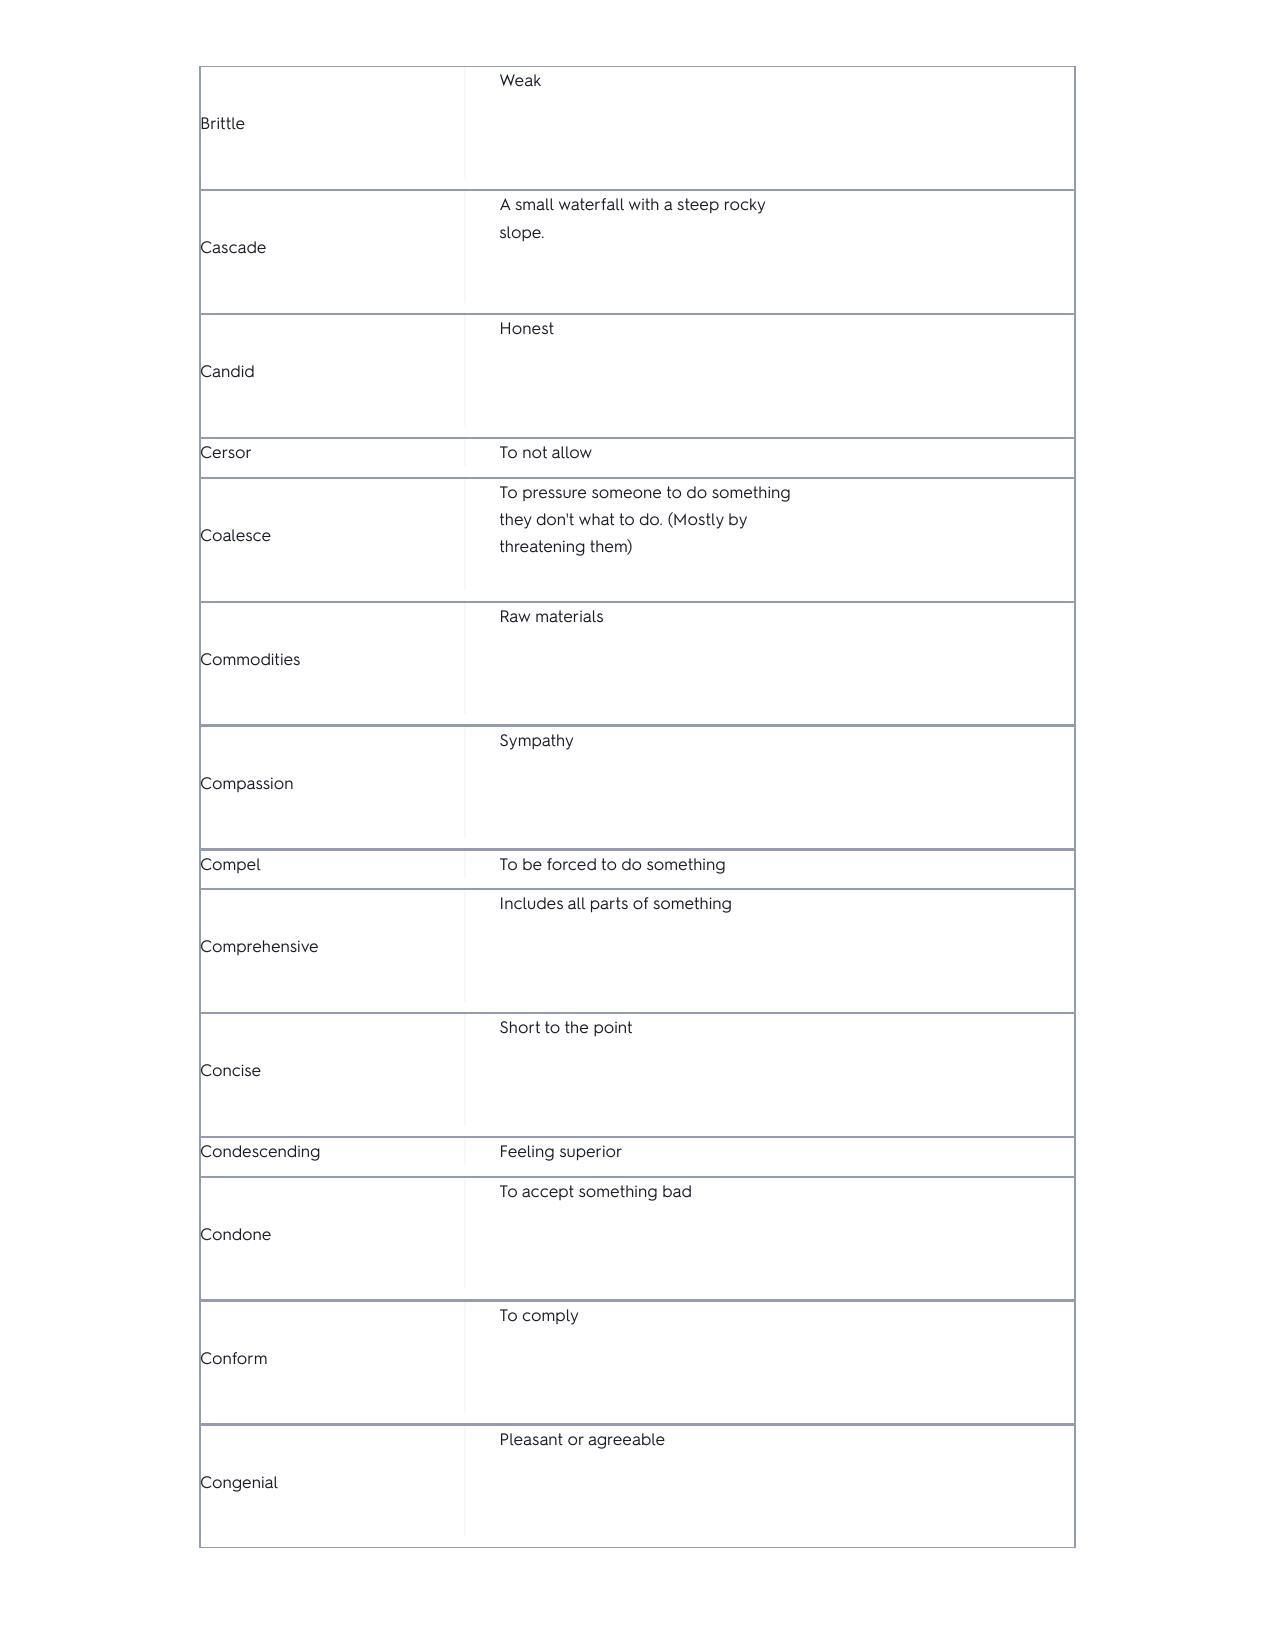 Brittle
Weak
Cascade
A small waterfall with a steep rocky
slope.
Candid
Honest
Cersor
To not allow
Coalesce
To pressure someone to do something
they don't what to do. (Mostly by
threatening them)
Commodities
Raw materials
Compassion
Sympathy
Compel
To be forced to do something
Comprehensive
Includes all parts of something
Concise
Short to the point
Condescending
Feeling superior
Condone
To accept something bad
Conform
To comply
Congenial
Pleasant or agreeable